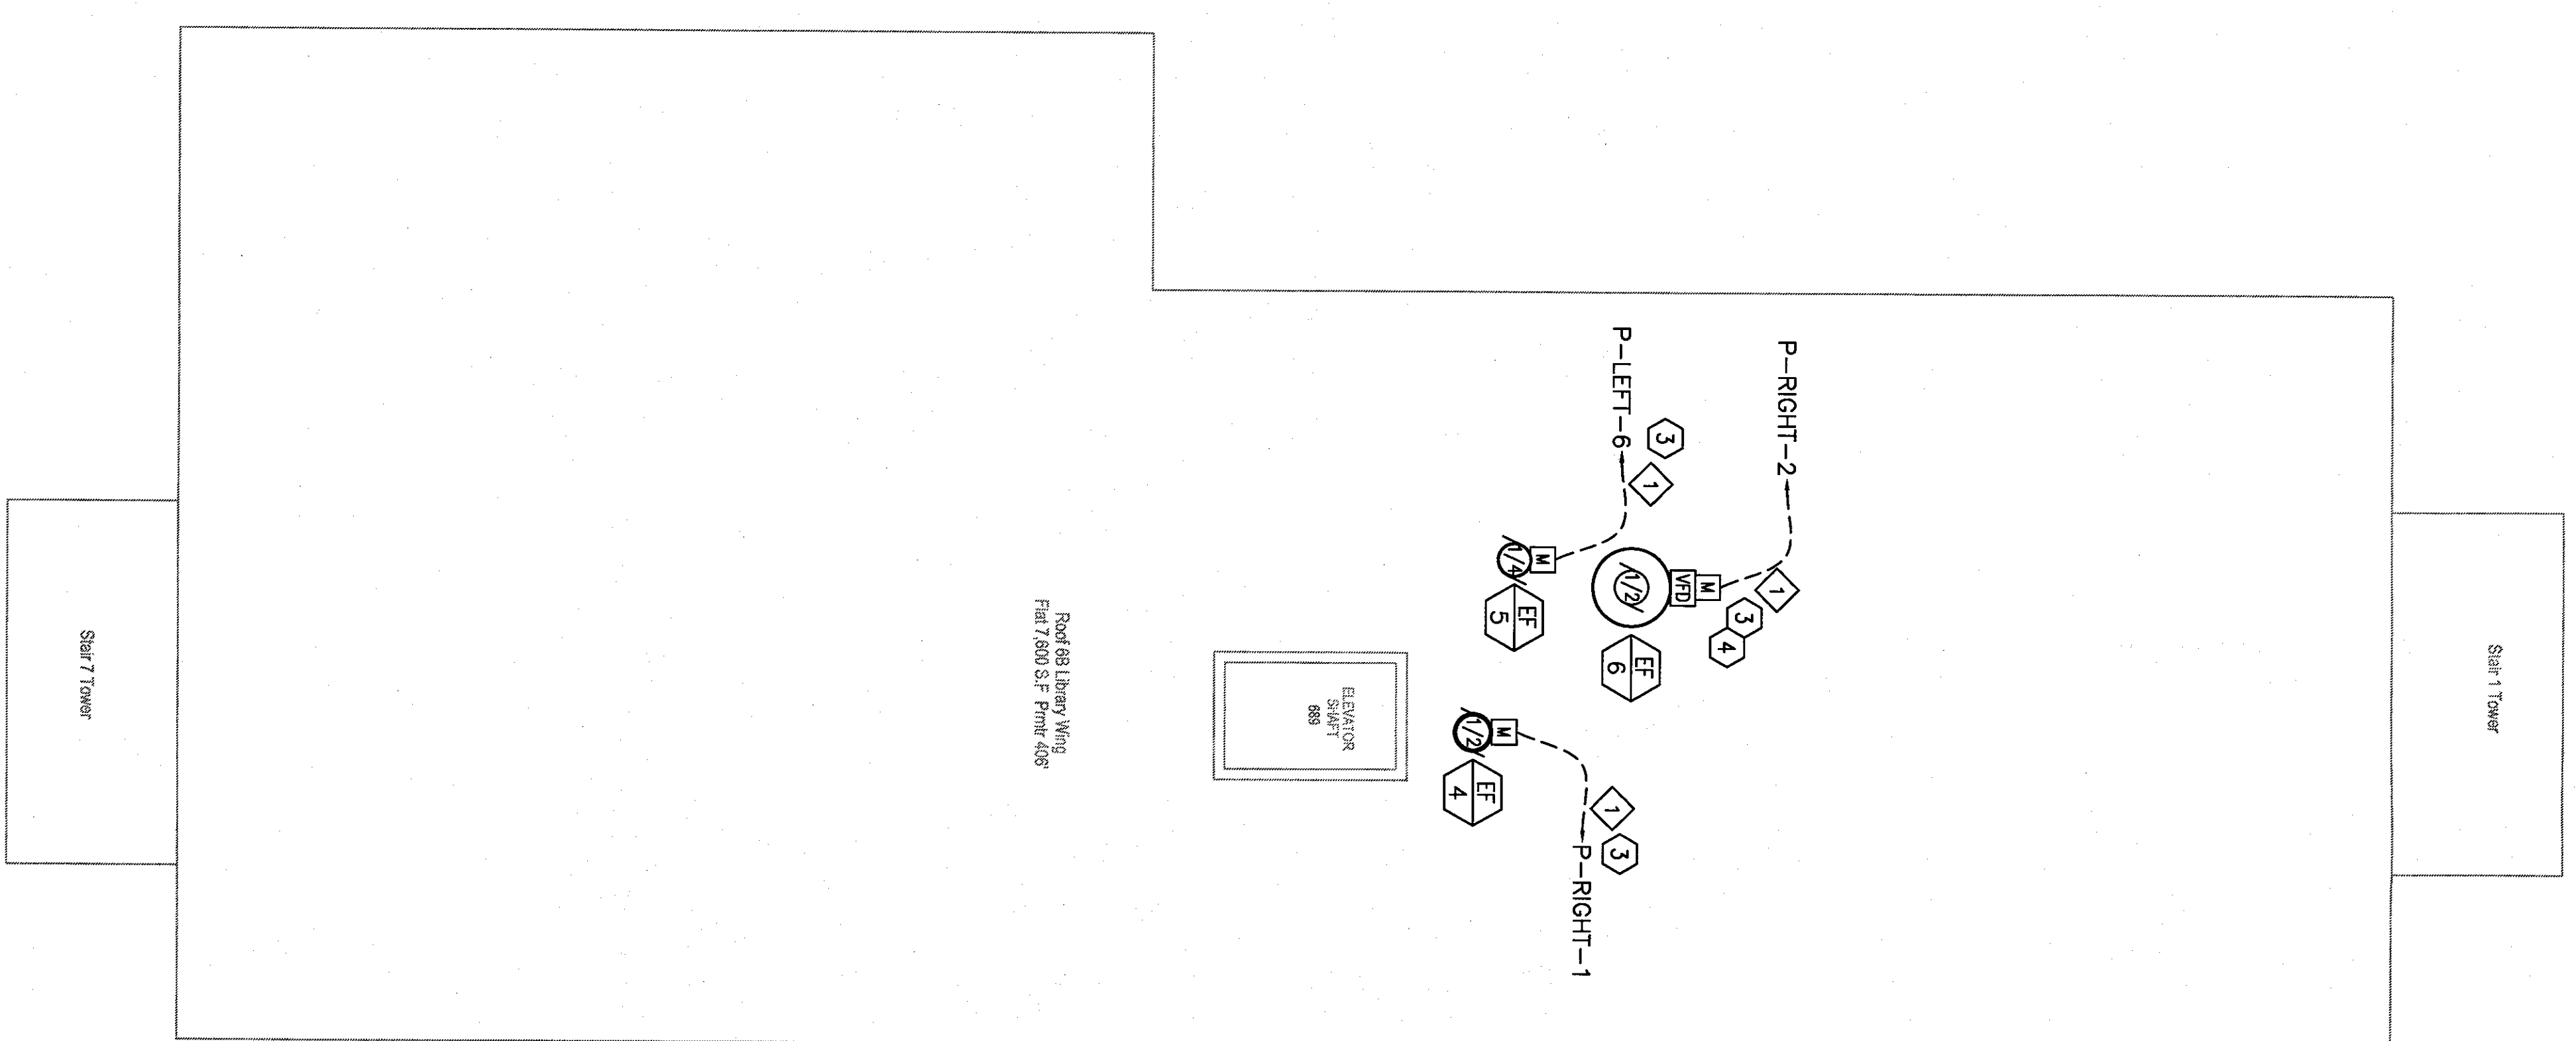 Stair 1 Tower
P-RIGHT-2
1
3
4
M
VFD
1/2
EF
6
P-LEFT-6
3
1
M
1/4
EF
5
M
1/2
EF
4
1
3
P-RIGHT-1
ELEVATOR
SHAFT
689
Roof 6B Library Wing
Flat 7,600 S.F Prmtr 406'
Stair 7 Tower